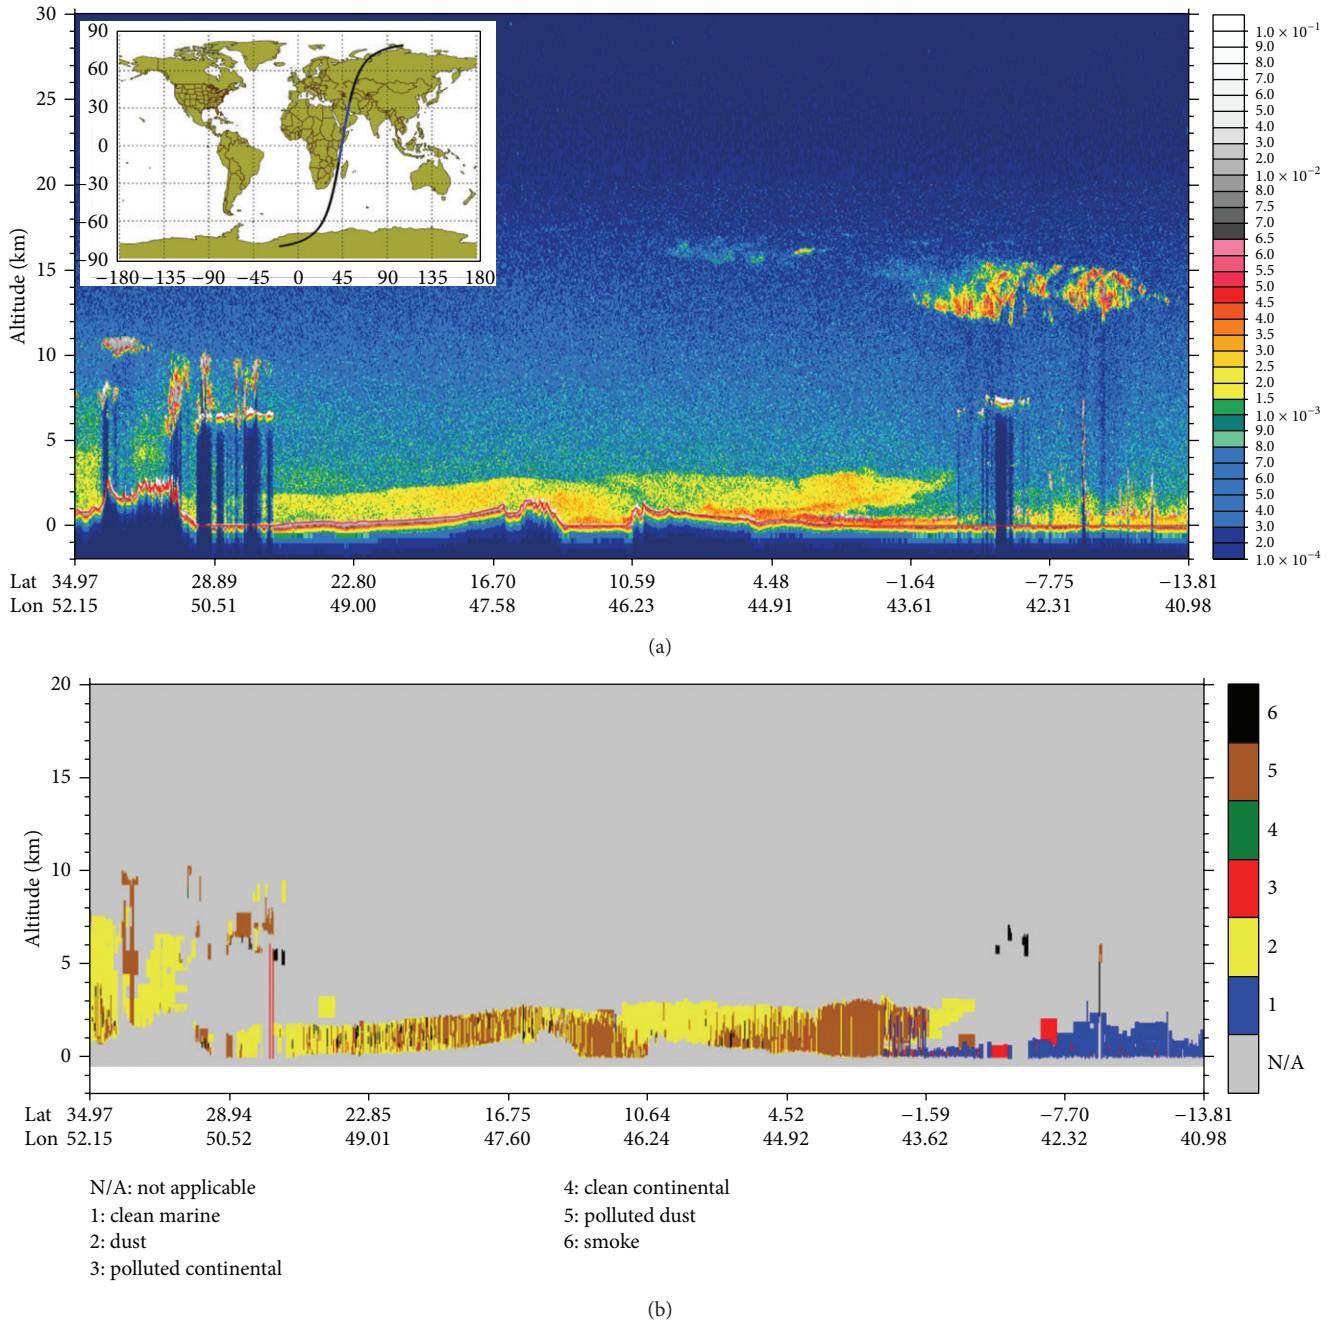 (a)
30
25
20
15
10
5
0
Altitude (km)
90
60
30
0
30
60
−90
−180 −135 −90 −45 0 45 90 135 180
1.0 × 10⁻¹
9.0
8.0
7.0
6.0
5.0
4.0
3.0
2.0
1.0 × 10⁻²
8.0
7.5
7.0
6.5
6.0
5.5
5.0
1.5
4.0
3.5
3.0
2.5
2.0
1.5
1.0 × 10⁻³
9.0
8.0
7.0
6.0
5.0
4.0
3.0
2.0
1.0 × 10⁻⁴
Lat 34.97 28.89 22.80 16.70 10.59 4.48 −1.64 −7.75 −13.81
Lon 52.15 50.51 49.00 47.58 46.23 44.91 43.61 42.31 40.98
20
15
10
5
0
Altitude (km)
6
5
4
3
2
1
N/A
Lat 34.97 28.94 22.85 16.75 10.64 4.52 −1.59 −7.70 −13.81
Lon 52.15 50.52 49.01 47.60 46.24 44.92 43.62 42.32 40.98
N/A: not applicable
1: clean marine
2: dust
3: polluted continental
4: clean continental
5: polluted dust
6: smoke
(b)